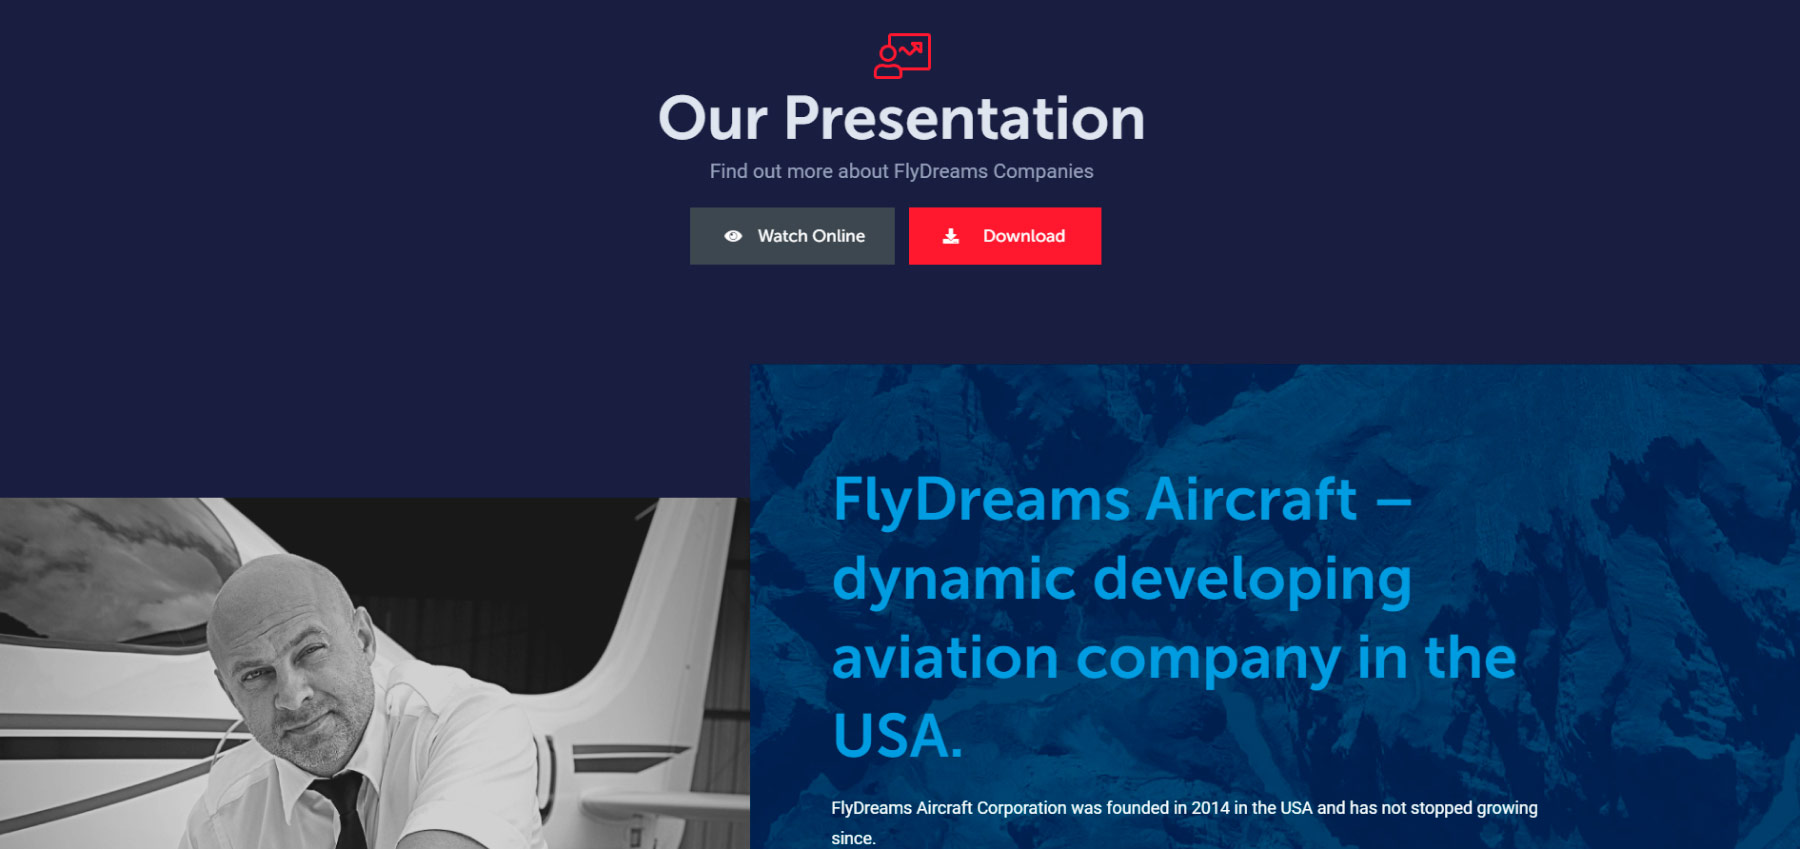 Our Presentation
Find out more about FlyDreams Companies
Watch Online
Download
FlyDreams Aircraft –
dynamic developing
aviation company in the
USA.
FlyDreams Aircraft Corporation was founded in 2014 in the USA and has not stopped growing
since.